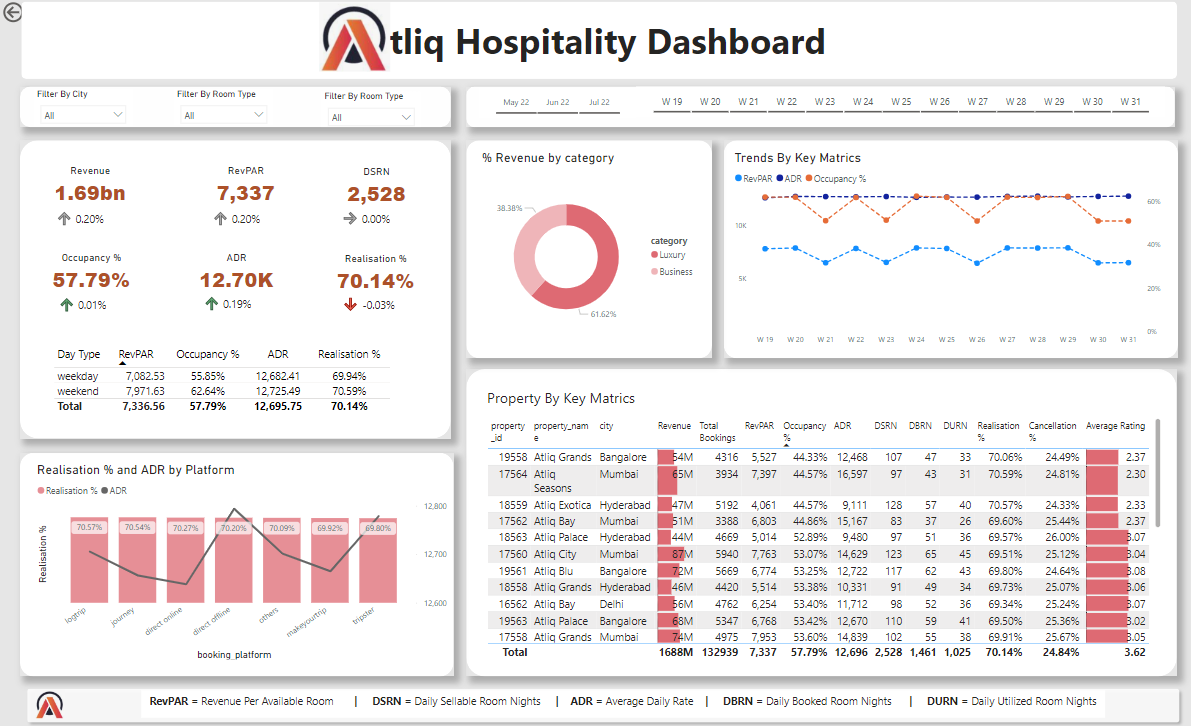 tliq Hospitality Dashboard
Filter By City
All
Filter By Room Type
All
Filter By Room Type
All
May 22 Jun 22 Jul 22
W 19 W 20 W 21 W 22 W 23 W 24 W 25 W 26 W 27 W 28 W 29 W 30 W 31
Revenue
1.69bn
0.20%
RevPAR
7,337
0.20%
DSRN
2,528
0.00%
Occupancy %
57.79%
0.01%
ADR
12.70K
0.19%
Realisation %
70.14%
-0.03%
Day Type RevPAR Occupancy % ADR Realisation %
weekday 7,082.53 55.85% 12,682.41 69.94%
weekend 7,971.63 62.64% 12,725.49 70.59%
Total 7,336.56 57.79% 12,695.75 70.14%
% Revenue by category
38.38%
61.62%
category
Luxury
Business
Trends By Key Matrics
RevPAR ADR Occupancy %
10K
5K
60%
40%
20%
0%
W 19 W 20 W 21 W 22 W 23 W 24 W 25 W 26 W 27 W 28 W 29 W 30 W 31
Realisation % and ADR by Platform
Realisation % ADR
Realisation %
70.57% 70.54% 70.27% 70.20% 70.09% 69.92% 69.80%
12,800
12,700
12,600
logtrip journey direct online direct offline others makeyourtrip tripster
booking_platform
Property By Key Matrics
property_id property_name city Revenue Total Bookings RevPAR Occupancy % ADR DSRN DBRN DURN Realisation % Cancellation % Average Rating
19558 Atliq Grands Bangalore 54M 4316 5,527 44.33% 12,468 107 47 33 70.06% 24.49% 2.37
17564 Atliq Seasons Mumbai 65M 3934 7,397 44.57% 16,597 97 43 31 70.59% 24.81% 2.30
18559 Atliq Exotica Hyderabad 47M 5192 4,061 44.57% 9,111 128 57 40 70.57% 24.33% 2.33
17562 Atliq Bay Mumbai 51M 3388 6,803 44.86% 15,167 83 37 26 69.60% 25.44% 2.37
18563 Atliq Palace Hyderabad 44M 4669 5,014 52.89% 9,480 97 51 36 69.57% 26.00% 3.07
17560 Atliq City Mumbai 87M 5940 7,763 53.07% 14,629 123 65 45 69.51% 25.12% 3.04
19561 Atliq Blu Bangalore 72M 5669 6,774 53.25% 12,722 117 62 43 69.80% 24.64% 3.08
18558 Atliq Grands Hyderabad 46M 4420 5,514 53.38% 10,331 91 49 34 69.73% 25.07% 3.06
16562 Atliq Bay Delhi 56M 4762 6,254 53.40% 11,712 98 52 36 69.34% 25.24% 3.07
19563 Atliq Palace Bangalore 68M 5347 6,768 53.42% 12,670 110 59 41 69.50% 25.36% 3.02
17558 Atliq Grands Mumbai 74M 4975 7,953 53.60% 14,839 102 55 38 69.91% 25.67% 3.05
Total 1688M 132939 7,337 57.79% 12,696 2,528 1,461 1,025 70.14% 24.84% 3.62
RevPAR = Revenue Per Available Room | DSRN = Daily Sellable Room Nights | ADR = Average Daily Rate | DBRN = Daily Booked Room Nights | DURN = Daily Utilized Room Nights